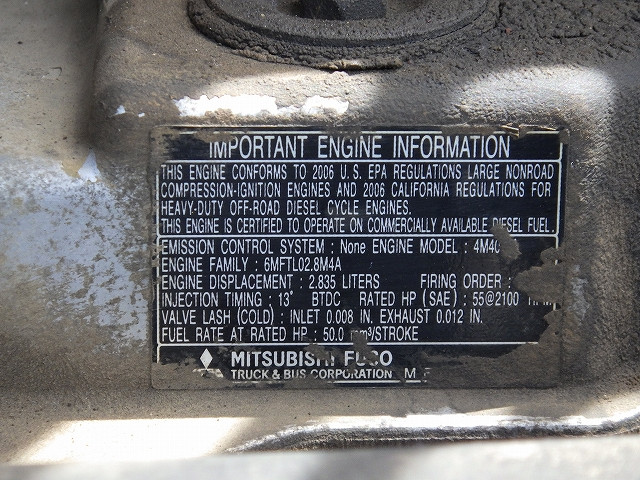 IMPORTANT ENGINE INFORMATION
THIS ENGINE CONFORMS TO 2006 U.S. EPA REGULATIONS LARGE NONROAD
COMPRESSION-IGNITION ENGINES AND 2006 CALIFORNIA REGULATIONS FOR
HEAVY-DUTY OFF-ROAD DIESEL CYCLE ENGINES.
THIS ENGINE IS CERTIFIED TO OPERATE ON COMMERCIALLY AVAILABLE DIESEL FUEL.
EMISSION CONTROL SYSTEM : None ENGINE MODEL : 4M40
ENGINE FAMILY : 6MFTL02.8M4A
ENGINE DISPLACEMENT : 2.835 LITERS FIRING ORDER :
INJECTION TIMING : 13° BTDC RATED HP (SAE) : 55@2100
VALVE LASH (COLD) : INLET 0.008 IN. EXHAUST 0.012 IN.
FUEL RATE AT RATED HP : 50.0 mm³/STROKE
MITSUBISHI FUSO
TRUCK & BUS CORPORATION